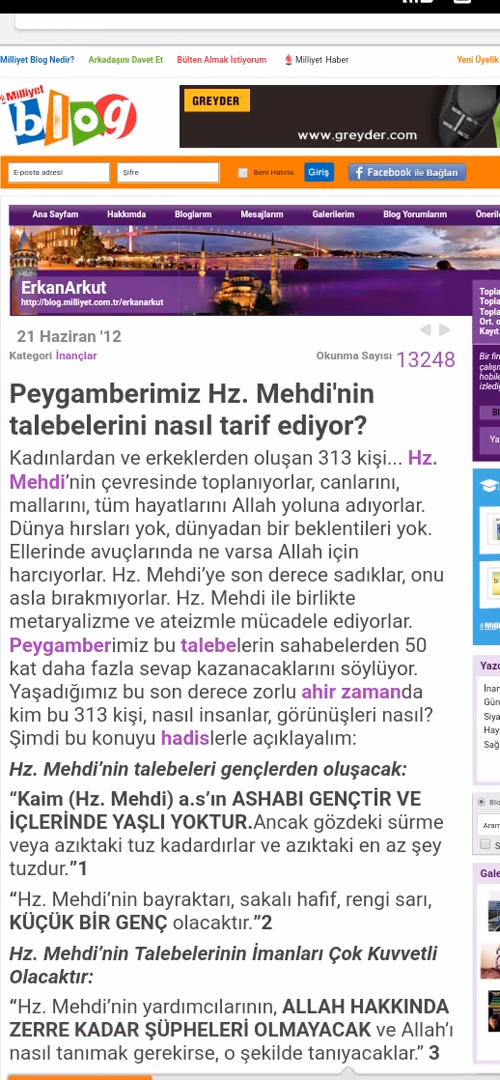 Milliyet Blog Nedir? Arkadaşını Davet Et Bülten Almak İstiyorum Milliyet Haber Yeni Üyelik
Milliyet
blog
GREYDER
www.greyder.com
E-posta adresi Şifre Beni Hatırla Giriş Facebook ile Bağlan
Ana Sayfam Hakkımda Bloglarım Mesajlarım Galerilerim Blog Yorumlarım
ErkanArkut
http://blog.milliyet.com.tr/erkanarkut
21 Haziran '12
Kategori İnançlar
Okunma Sayısı 13248
Peygamberimiz Hz. Mehdi'nin
talebelerini nasıl tarif ediyor?
Kadınlardan ve erkeklerden oluşan 313 kişi... Hz.
Mehdi’nin çevresinde toplanıyorlar, canlarını,
mallarını, tüm hayatlarını Allah yoluna adıyorlar.
Dünya hırsları yok, dünyadan bir beklentileri yok.
Ellerinde avuçlarında ne varsa Allah için
harcıyorlar. Hz. Mehdi’ye son derece sadıklar, onu
asla bırakmıyorlar. Hz. Mehdi ile birlikte
metaryalizme ve ateizmle mücadele ediyorlar.
Peygamberimiz bu talebelerin sahabelerden 50
kat daha fazla sevap kazanacaklarını söylüyor.
Yaşadığımız bu son derece zorlu ahir zamanda
kim bu 313 kişi, nasıl insanlar, görünüşleri nasıl?
Şimdi bu konuyu hadislerle açıklayalım:
Hz. Mehdi’nin talebeleri gençlerden oluşacak:
“Kaim (Hz. Mehdi) a.s’ın ASHABI GENÇTİR VE
İÇLERİNDE YAŞLI YOKTUR.Ancak gözdeki sürme
veya azıktaki tuz kadardırlar ve azıktaki en az şey
tuzdur.”1
“Hz. Mehdi’nin bayraktarı, sakalı hafif, rengi sarı,
KÜÇÜK BİR GENÇ olacaktır.”2
Hz. Mehdi’nin Talebelerinin İmanları Çok Kuvvetli
Olacaktır:
“Hz. Mehdi’nin yardımcılarının, ALLAH HAKKINDA
ZERRE KADAR ŞÜPHELERİ OLMAYACAK ve Allah’ı
nasıl tanımak gerekirse, o şekilde tanıyacaklar.” 3